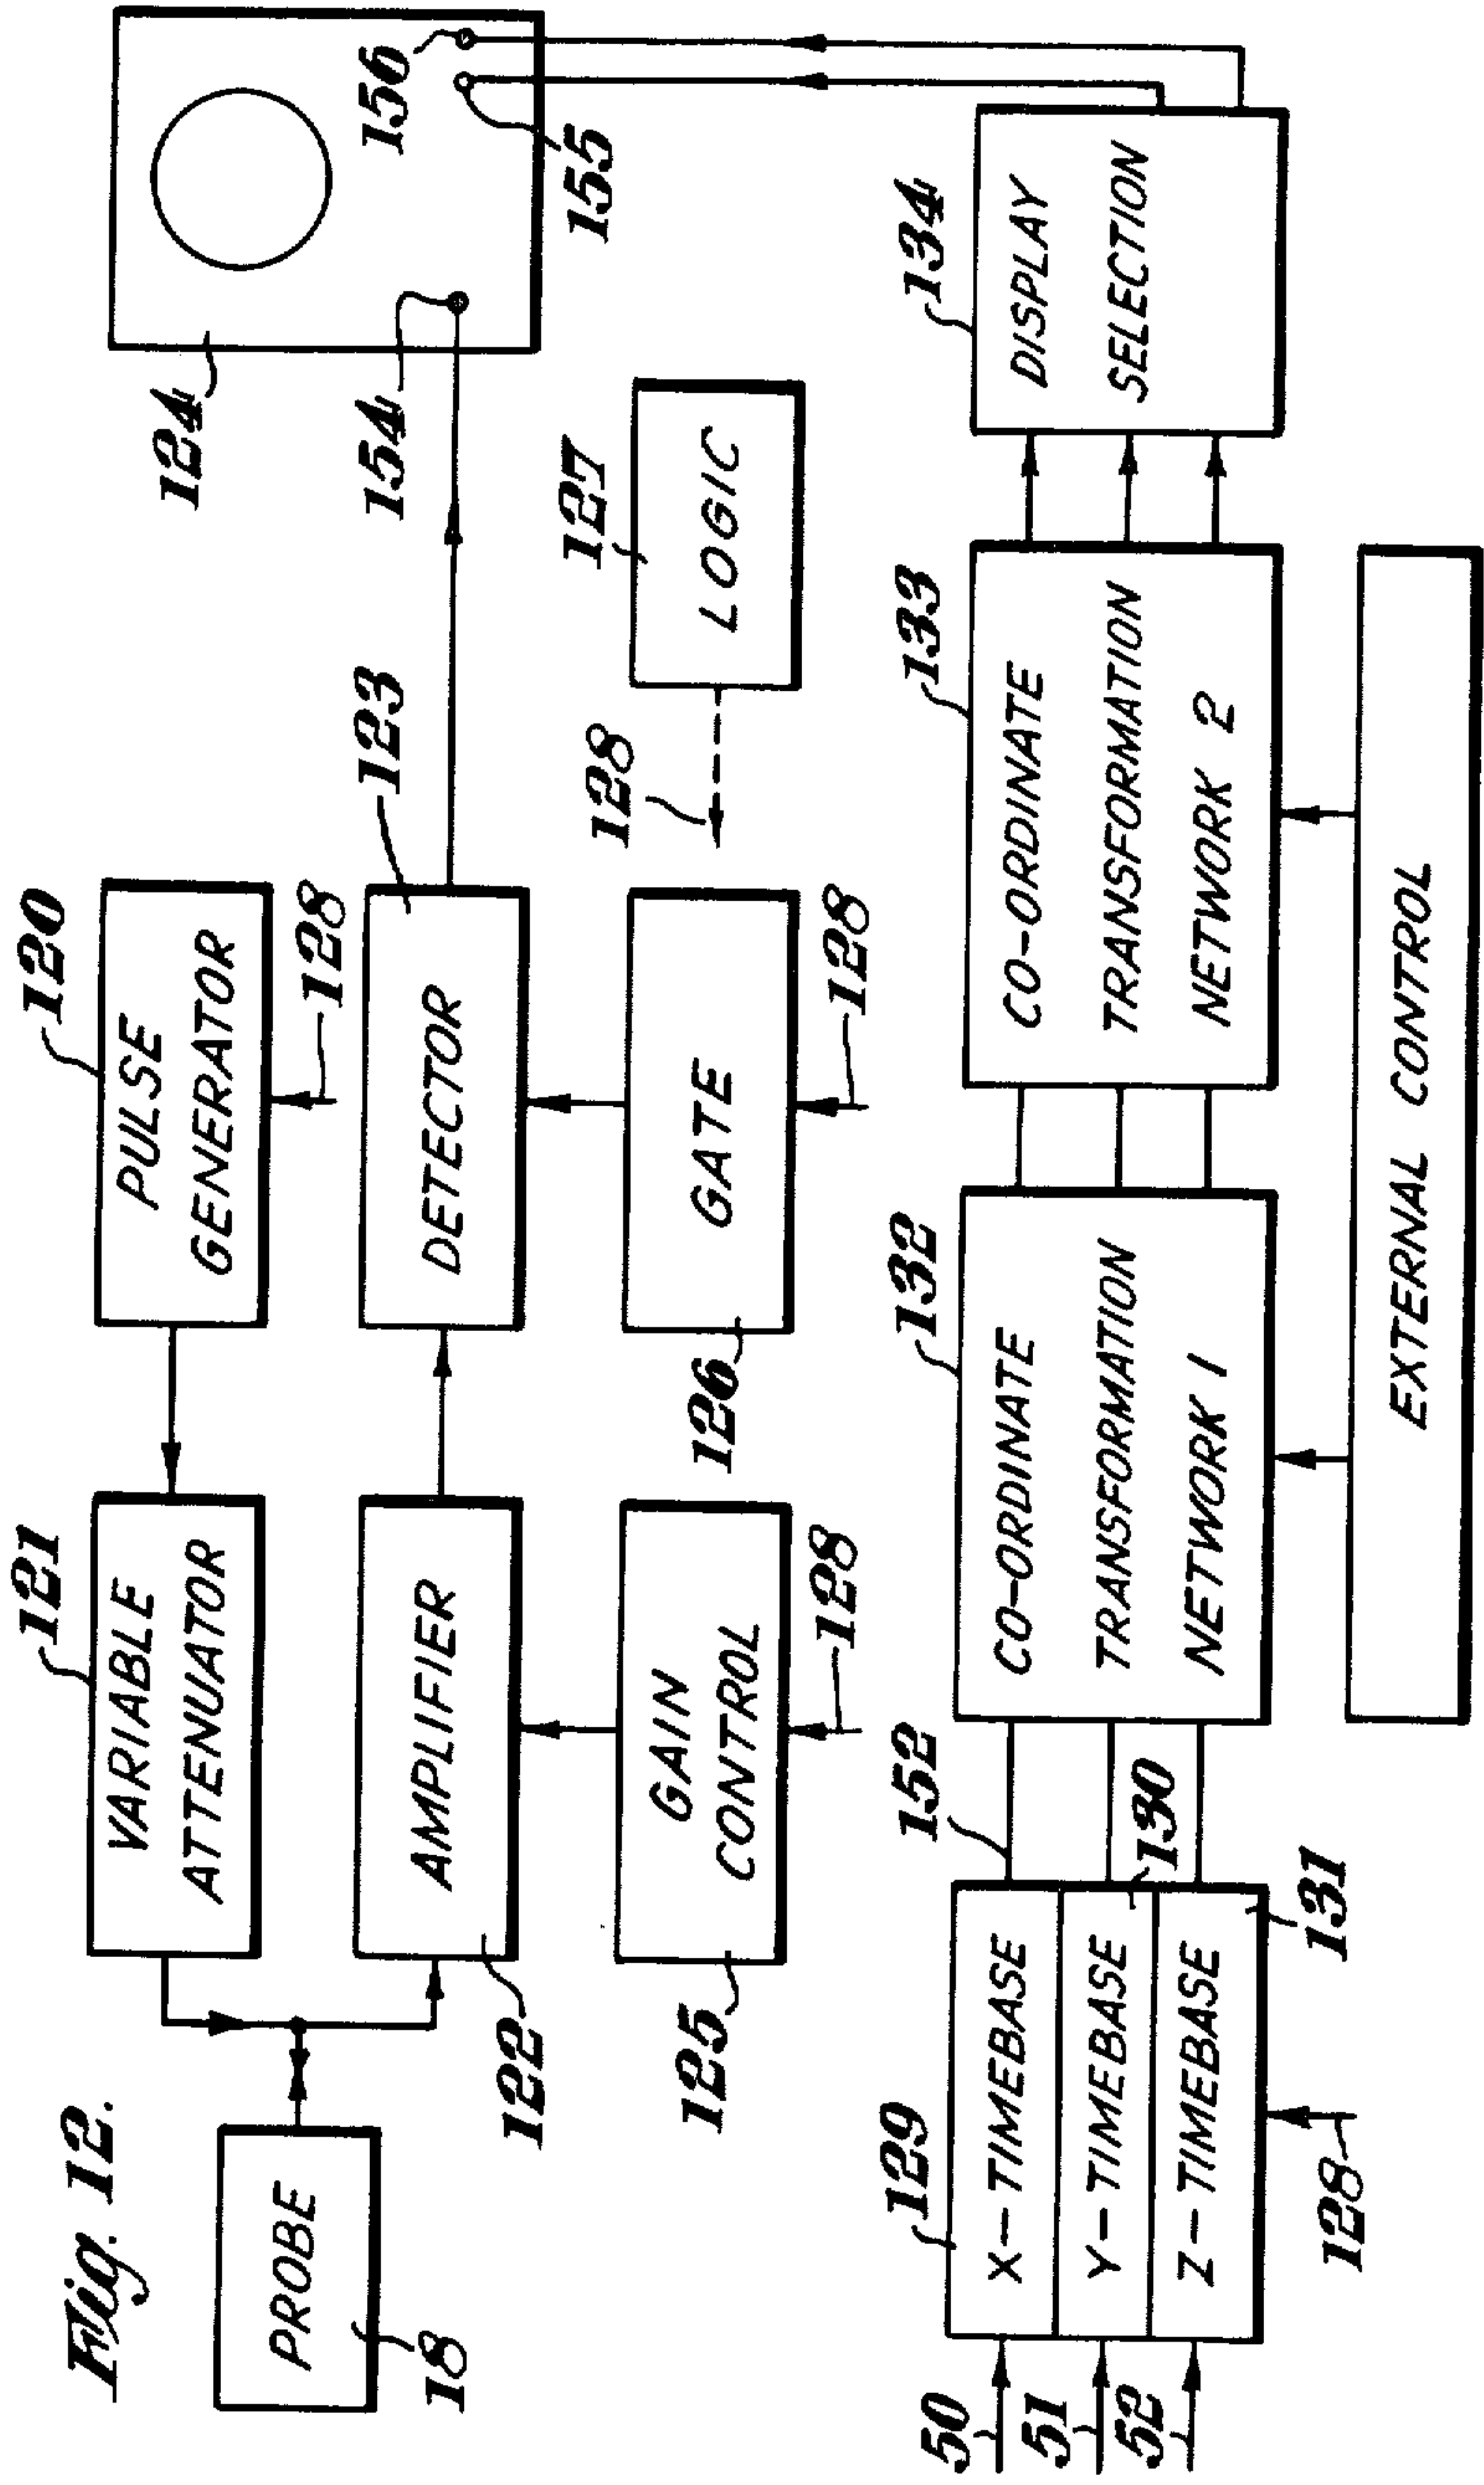 Fig. 12.
121
120
124
PROBE
18
VARIABLE
ATTENUATOR
PULSE
GENERATOR
128
156
155
154
123
AMPLIFIER
122
DETECTOR
127
LOGIC
128
125
GAIN
CONTROL
128
126
GATE
128
129
152
132
133
134
50
51
52
X-TIMEBASE
Y-TIMEBASE
Z-TIMEBASE
130
131
128
CO-ORDINATE
TRANSFORMATION
NETWORK 1
CO-ORDINATE
TRANSFORMATION
NETWORK 2
DISPLAY
SELECTION
EXTERNAL CONTROL